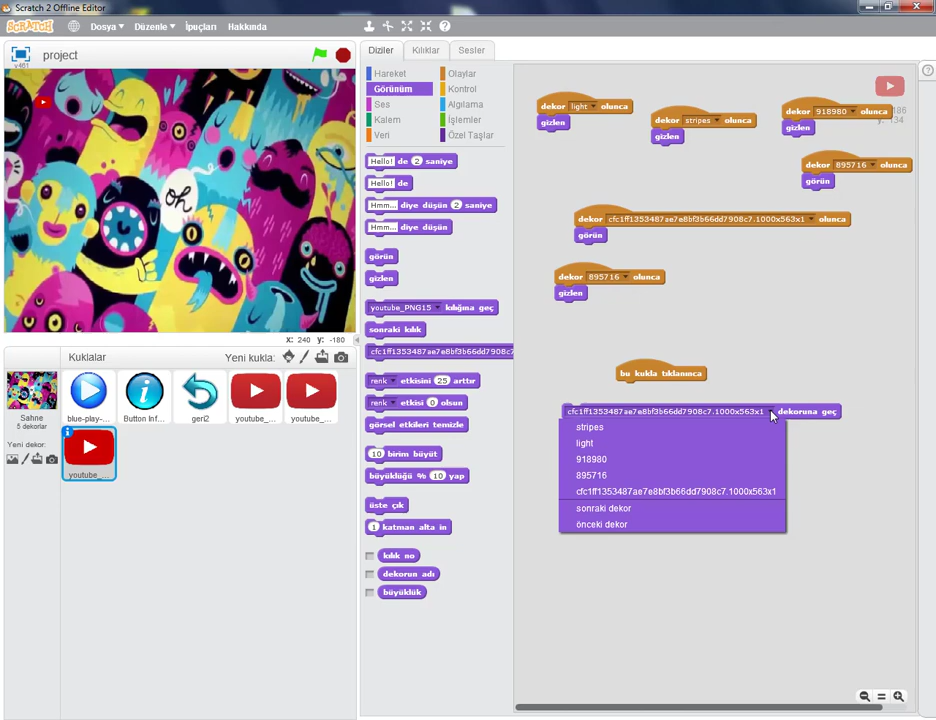 Scratch 2 Offline Editor
SCRATCH Dosya Düzenle İpuçları Hakkında
project
v461
oh
x: 240 y: -180
Kuklalar Yeni kukla:
Sahne
5 dekor
Yeni dekor:
blue-play-... Button Inf... geri2 youtube_... youtube_...
youtube_...
Diziler Kılıklar Sesler
Hareket Olaylar
Görünüm Kontrol
Ses Algılama
Kalem İşlemler
Veri Özel Taşlar
Hello! de 2 saniye
Hello! de
Hmm... diye düşün 2 saniye
Hmm... diye düşün
görün
gizlen
youtube_PNG15 kılığına geç
sonraki kılık
cfc1ff1353487ae7e8bf3b66dd7908c7.
renk etkisini 25 arttır
renk etkisi 0 olsun
görsel etkileri temizle
10 birim büyüt
büyüklüğü % 10 yap
üste çık
1 katman alta in
kılık no
dekorun adı
büyüklük
dekor light olunca
gizlen
dekor stripes olunca
gizlen
dekor 918980 olunca
gizlen
y: 134
dekor 895716 olunca
görün
dekor cfc1ff1353487ae7e8bf3b66dd7908c7.1000x563x1 olunca
görün
dekor 895716 olunca
gizlen
bu kukla tıklanınca
cfc1ff1353487ae7e8bf3b66dd7908c7.1000x563x1 dekoruna geç
stripes
light
918980
895716
cfc1ff1353487ae7e8bf3b66dd7908c7.1000x563x1
sonraki dekor
önceki dekor